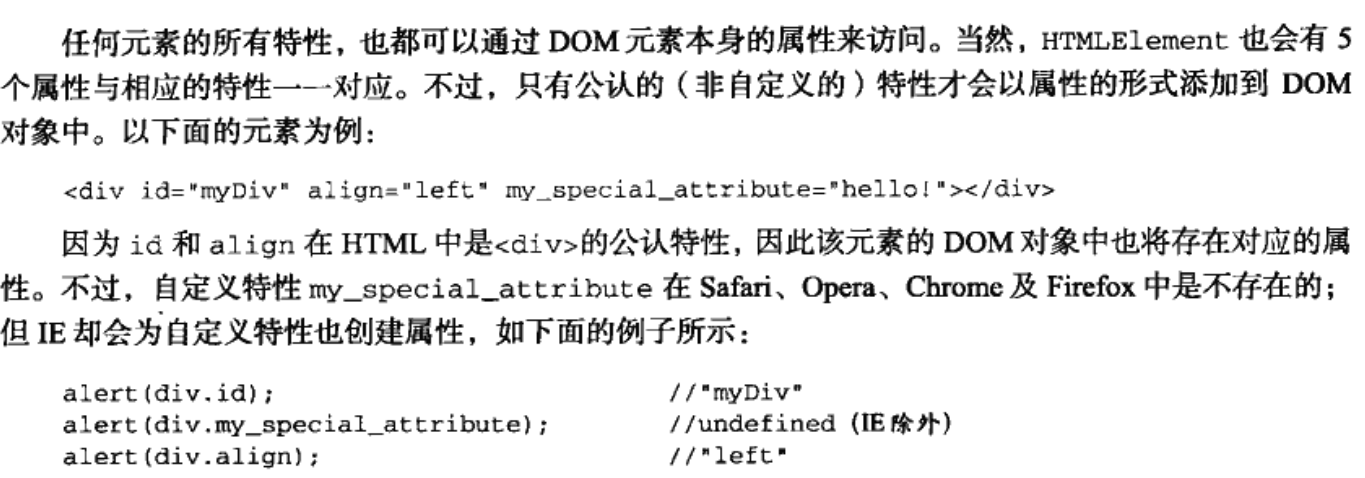 任何元素的所有特性，也都可以通过 DOM 元素本身的属性来访问。当然，HTMLElement 也会有 5
个属性与相应的特性一一对应。不过，只有公认的（非自定义的）特性才会以属性的形式添加到 DOM
对象中。以下面的元素为例：
<div id="myDiv" align="left" my_special_attribute="hello!"></div>
因为 id 和 align 在 HTML 中是<div>的公认特性，因此该元素的 DOM 对象中也将存在对应的属
性。不过，自定义特性 my_special_attribute 在 Safari、Opera、Chrome 及 Firefox 中是不存在的；
但 IE 却会为自定义特性也创建属性，如下面的例子所示：
alert(div.id); //"myDiv"
alert(div.my_special_attribute); //undefined (IE 除外)
alert(div.align); //"left"